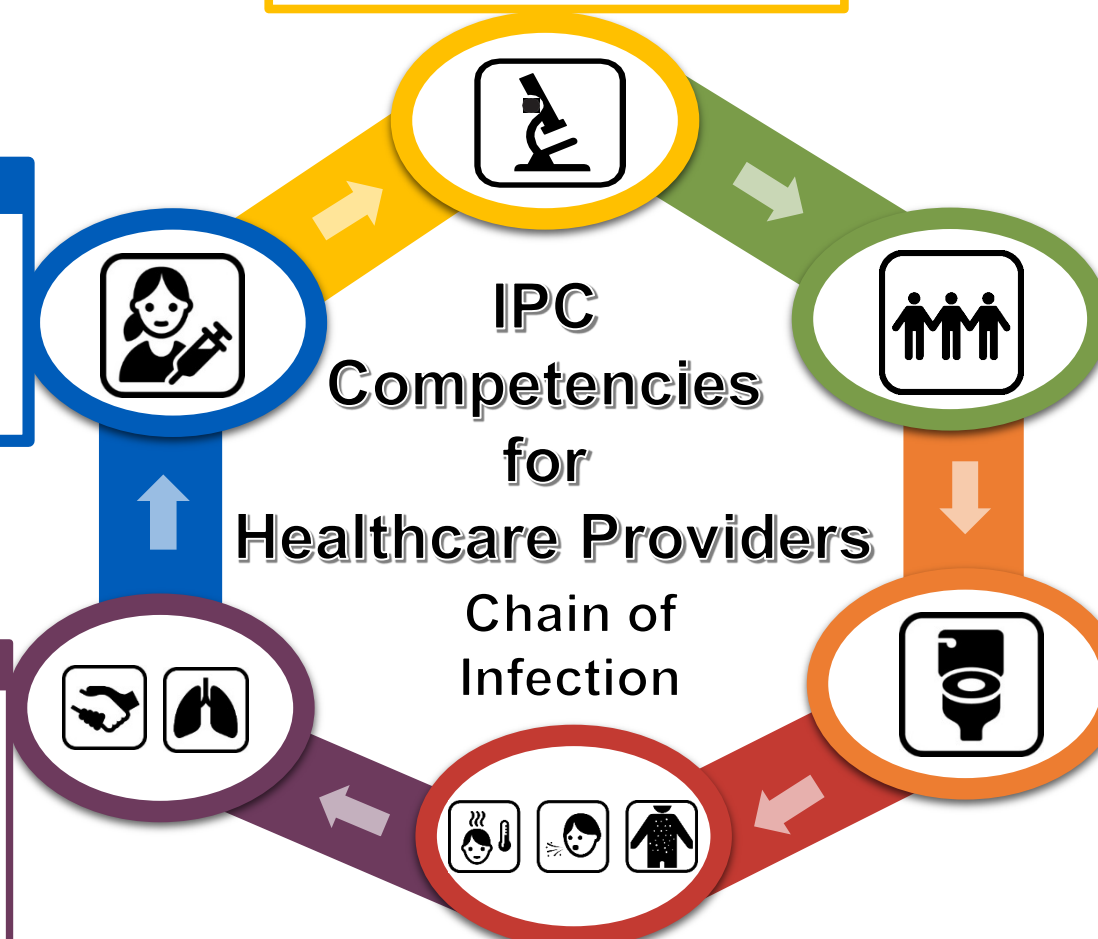 IPC
Competencies
for
Healthcare Providers
Chain of
Infection